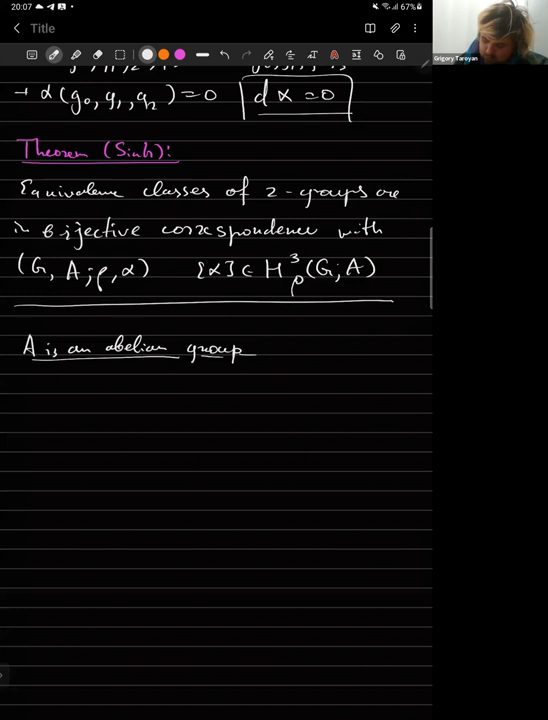 20:07
67%
Title
Grigory Taroyan
+ α(g₀, g₁, g₂) = 0 dα = 0
Theorem (Sinh):
Equivalence classes of 2-groups are
in bijective correspondence with
(G, A; ρ, α) [α] ∈ H³ρ(G; A)
A is an abelian group